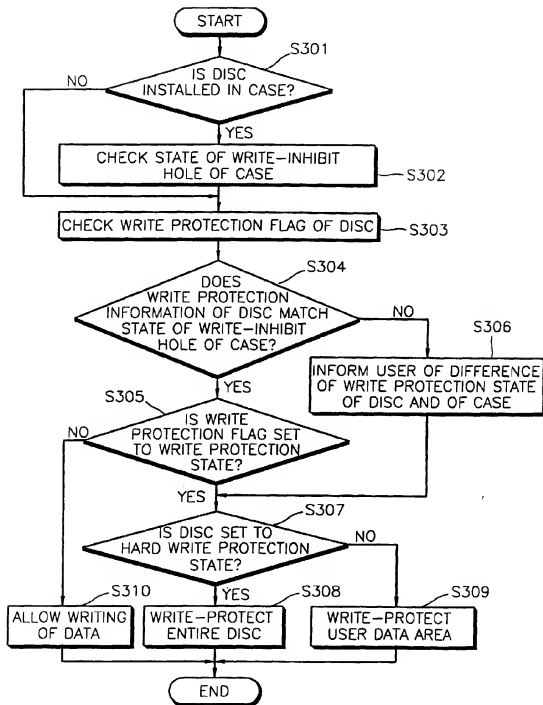 START
S301
IS DISC
INSTALLED IN CASE?
NO
YES
CHECK STATE OF WRITE-INHIBIT
HOLE OF CASE
S302
CHECK WRITE PROTECTION FLAG OF DISC
S303
S304
DOES
WRITE PROTECTION
INFORMATION OF DISC MATCH
STATE OF WRITE-INHIBIT
HOLE OF CASE?
NO
S306
YES
INFORM USER OF DIFFERENCE
OF WRITE PROTECTION STATE
OF DISC AND OF CASE
S305
IS WRITE
PROTECTION FLAG SET
TO WRITE PROTECTION
STATE?
NO
YES
S307
IS DISC SET TO
HARD WRITE PROTECTION
STATE?
NO
YES
S310
S308
S309
ALLOW WRITING
OF DATA
WRITE-PROTECT
ENTIRE DISC
WRITE-PROTECT
USER DATA AREA
END